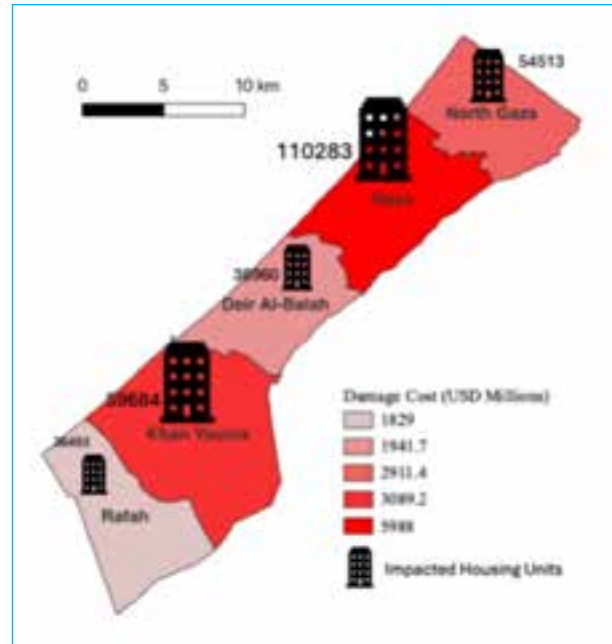 0 5 10 km
54513
North Gaza
110283
Gaza
38960
Deir Al-Balah
59684
Khan Younis
Rafah
Damage Cost (USD Millions)
1829
1941.7
2911.4
3089.2
5988
Impacted Housing Units